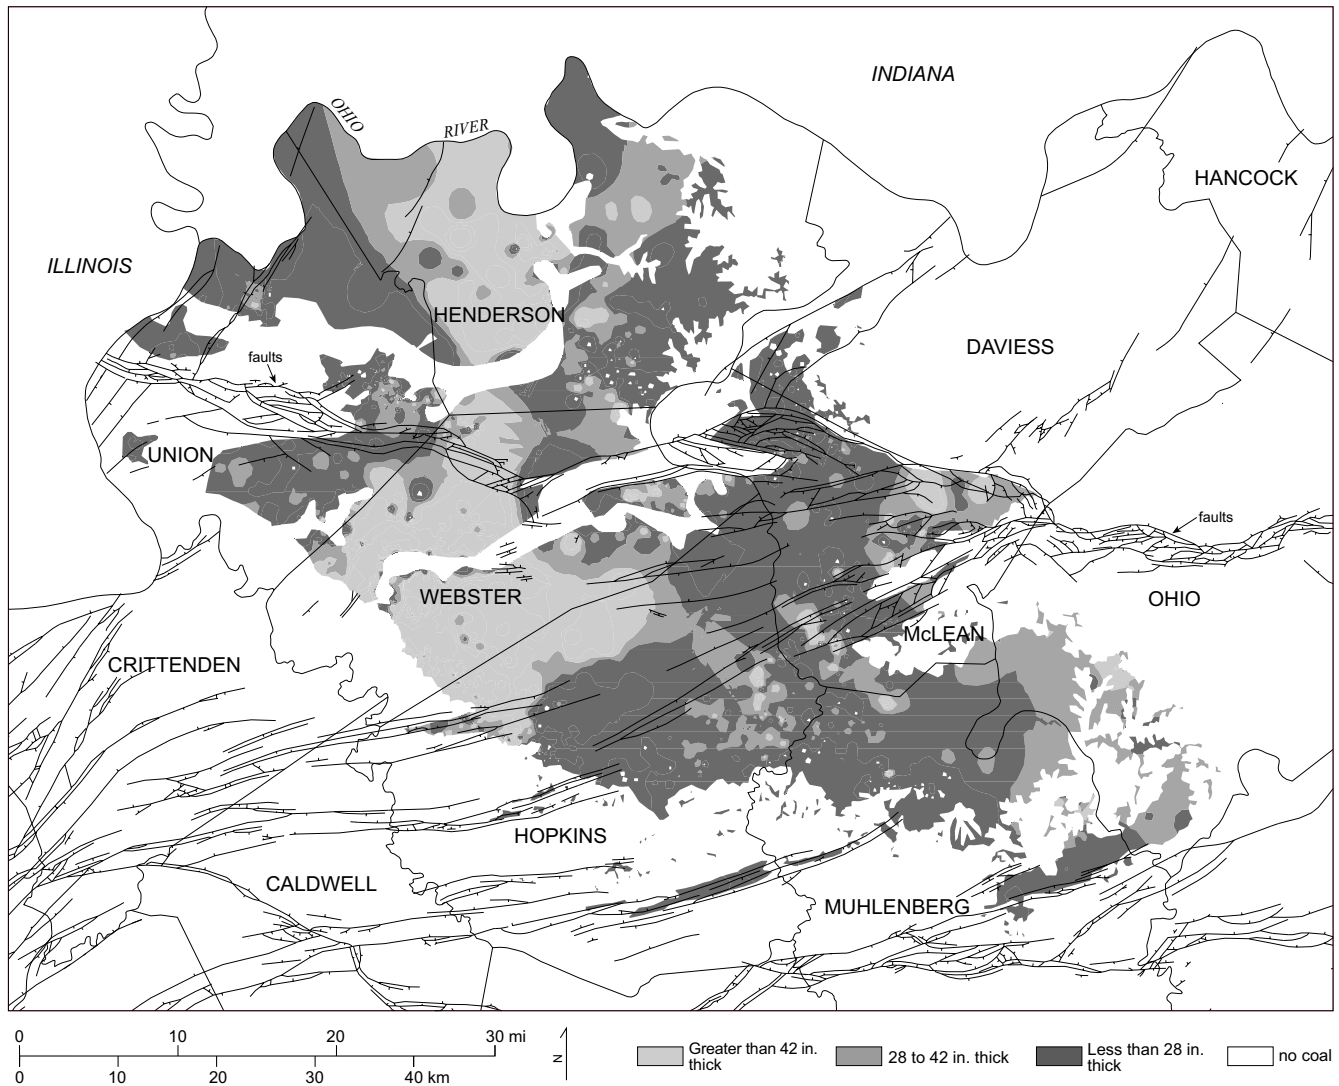 INDIANA
OHIO
RIVER
HANCOCK
ILLINOIS
HENDERSON
DAVIESS
faults
UNION
faults
WEBSTER
OHIO
McLEAN
CRITTENDEN
HOPKINS
CALDWELL
MUHLENBERG
0 10 20 30 mi
0 10 20 30 40 km
N
Greater than 42 in.
thick
28 to 42 in. thick
Less than 28 in.
thick
no coal